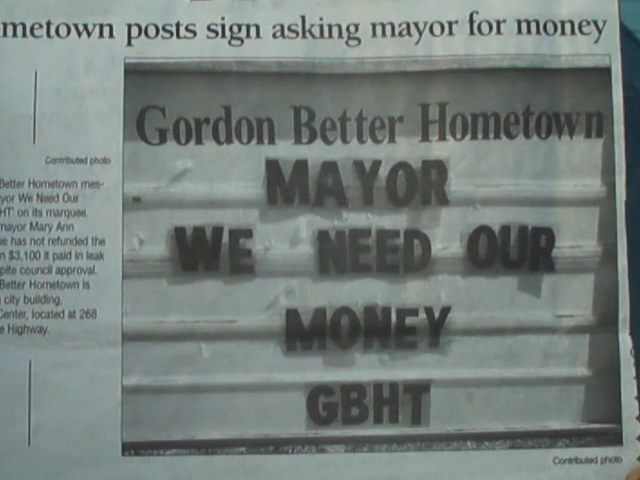 metown posts sign asking mayor for money
Gordon Better Hometown
MAYOR
WE NEED OUR
MONEY
GBHT
Contributed photo
Contributed photo
Better Hometown mes-
yor We Need Our
HT' on its marquee.
mayor Mary Ann
has not refunded the
n $3,100 it paid in leak
pite council approval.
Better Hometown is
city building,
Center, located at 268
e Highway.